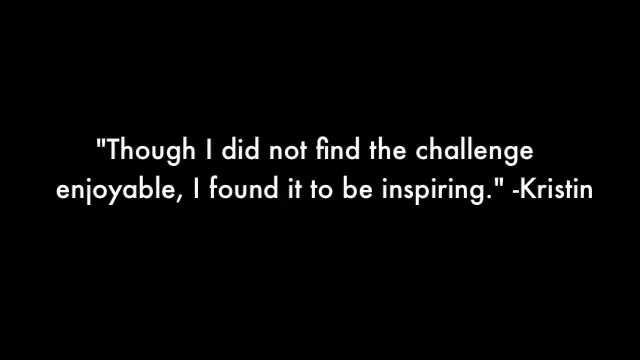 "Though I did not find the challenge
enjoyable, I found it to be inspiring." -Kristin